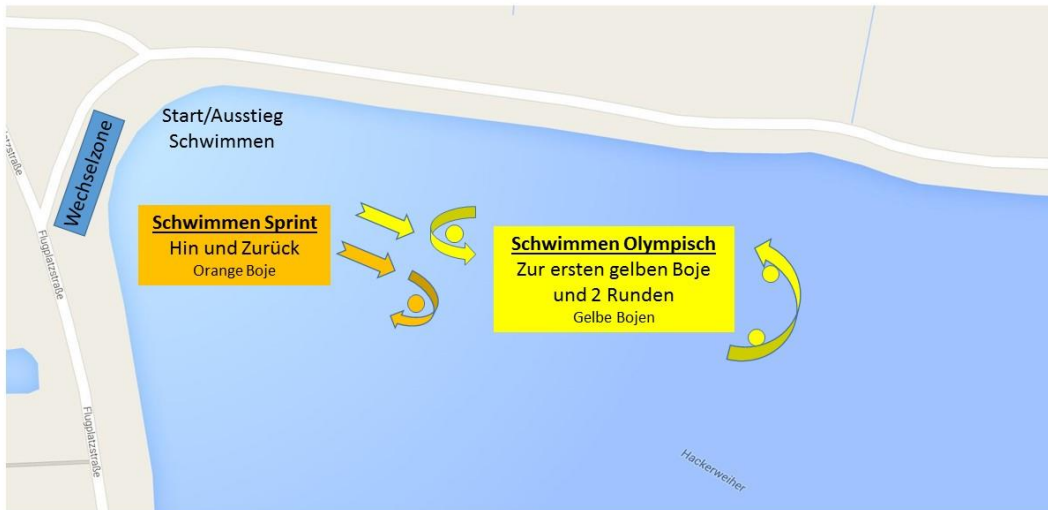 Start/Ausstieg
Schwimmen
Wechselzone
Schwimmen Sprint
Hin und Zurück
Orange Boje
Schwimmen Olympisch
Zur ersten gelben Boje
und 2 Runden
Gelbe Bojen
Flugplatzstraße
Flugplatzstraße
Hackerweiher